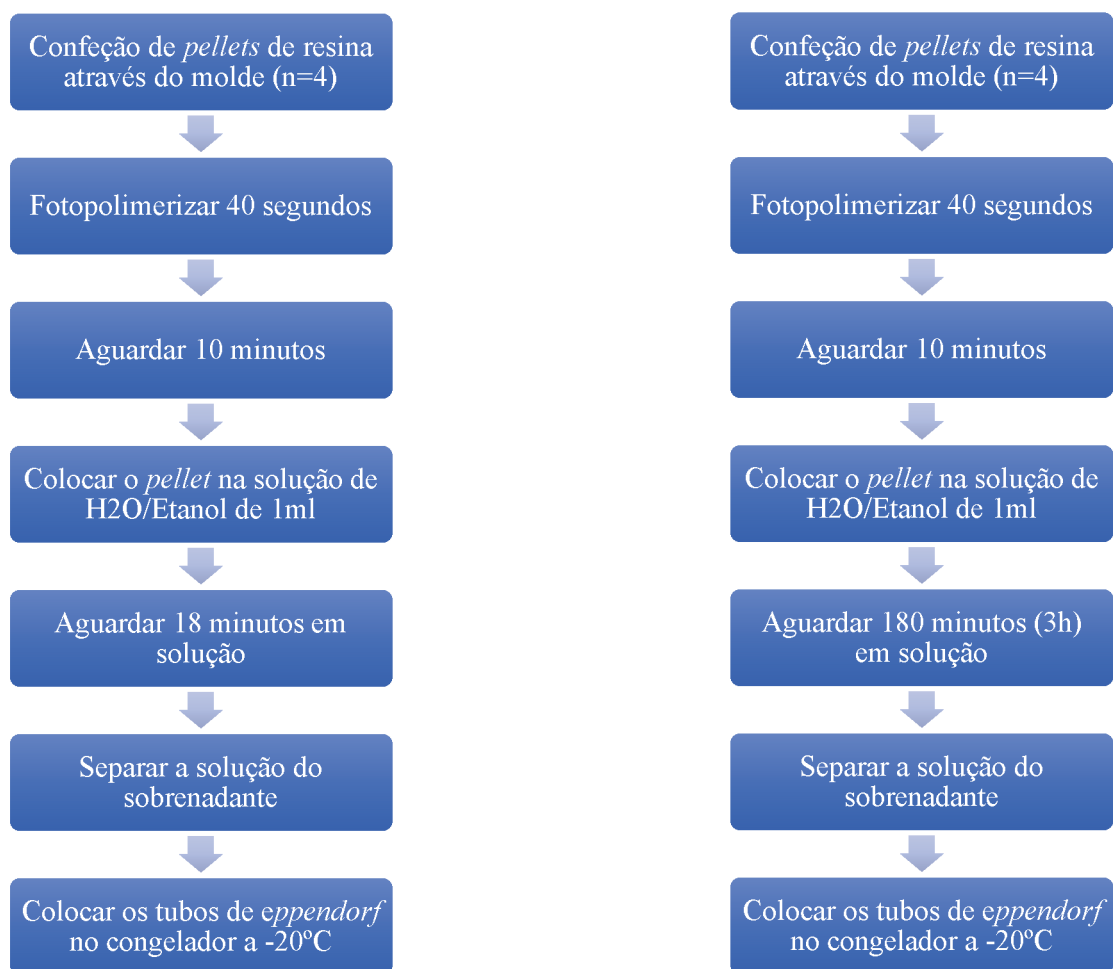 Confeção de pellets de resina
através do molde (n=4)
Fotopolimerizar 40 segundos
Aguardar 10 minutos
Colocar o pellet na solução de
H2O/Etanol de 1ml
Aguardar 18 minutos em
solução
Separar a solução do
sobrenadante
Colocar os tubos de eppendorf
no congelador a -20ºC
Confeção de pellets de resina
através do molde (n=4)
Fotopolimerizar 40 segundos
Aguardar 10 minutos
Colocar o pellet na solução de
H2O/Etanol de 1ml
Aguardar 180 minutos (3h)
em solução
Separar a solução do
sobrenadante
Colocar os tubos de eppendorf
no congelador a -20ºC